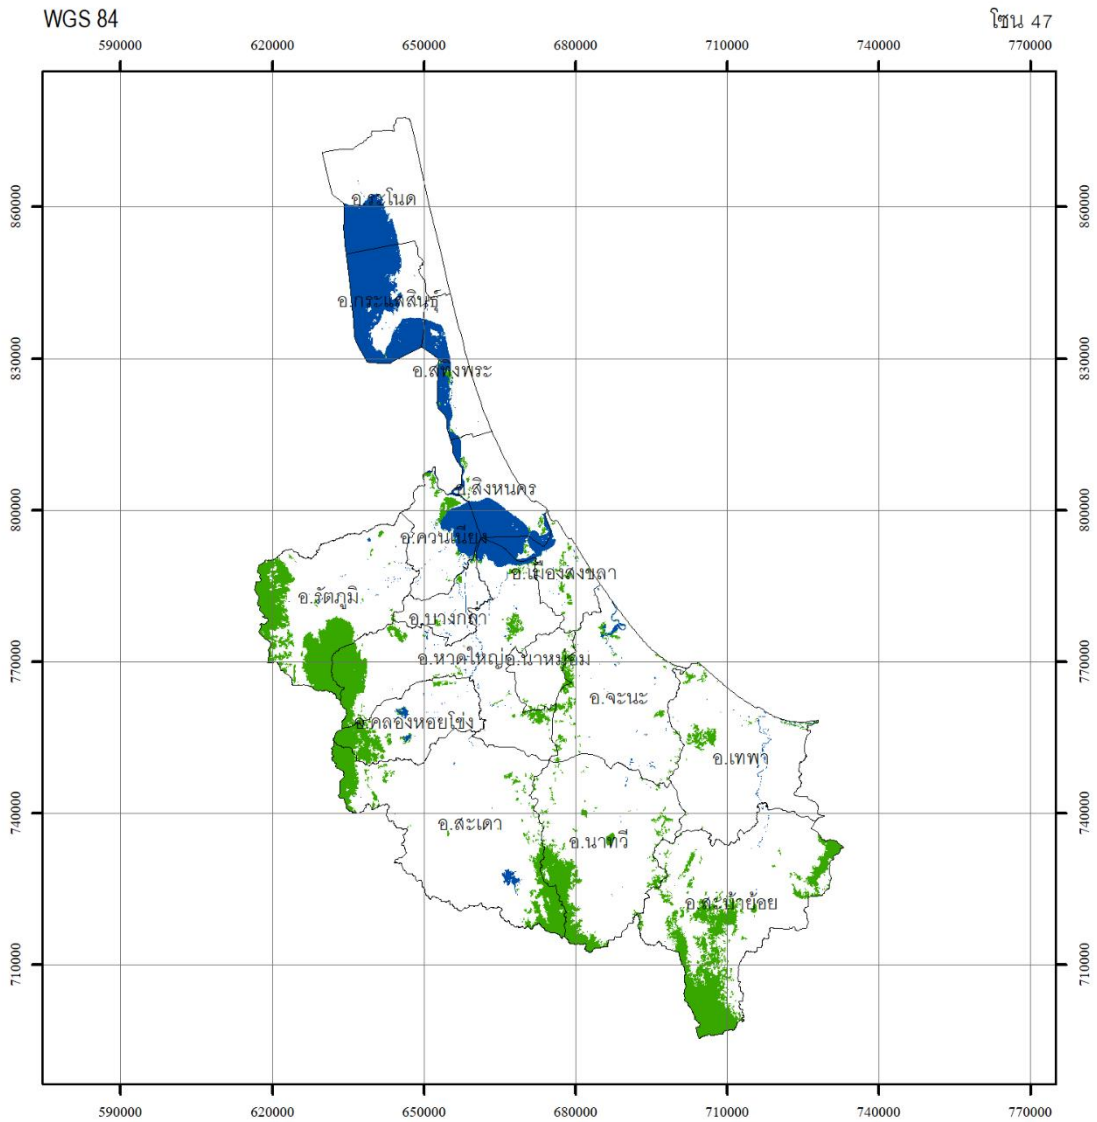 WGS 84
โซน 47
590000 620000 650000 680000 710000 740000 770000
860000 860000
อ.ระโนด
อ.กระแสสินธุ์
830000 830000
อ.สทิงพระ
อ.สิงหนคร
800000 800000
อ.ควนเนียง
อ.เมืองสงขลา
อ.รัตภูมิ
อ.บางกล่ำ
770000 770000
อ.หาดใหญ่ อ.นาหม่อม
อ.จะนะ
อ.คลองหอยโข่ง
อ.เทพา
740000 740000
อ.สะเดา
อ.นาทวี
อ.สะบ้าย้อย
710000 710000
590000 620000 650000 680000 710000 740000 770000